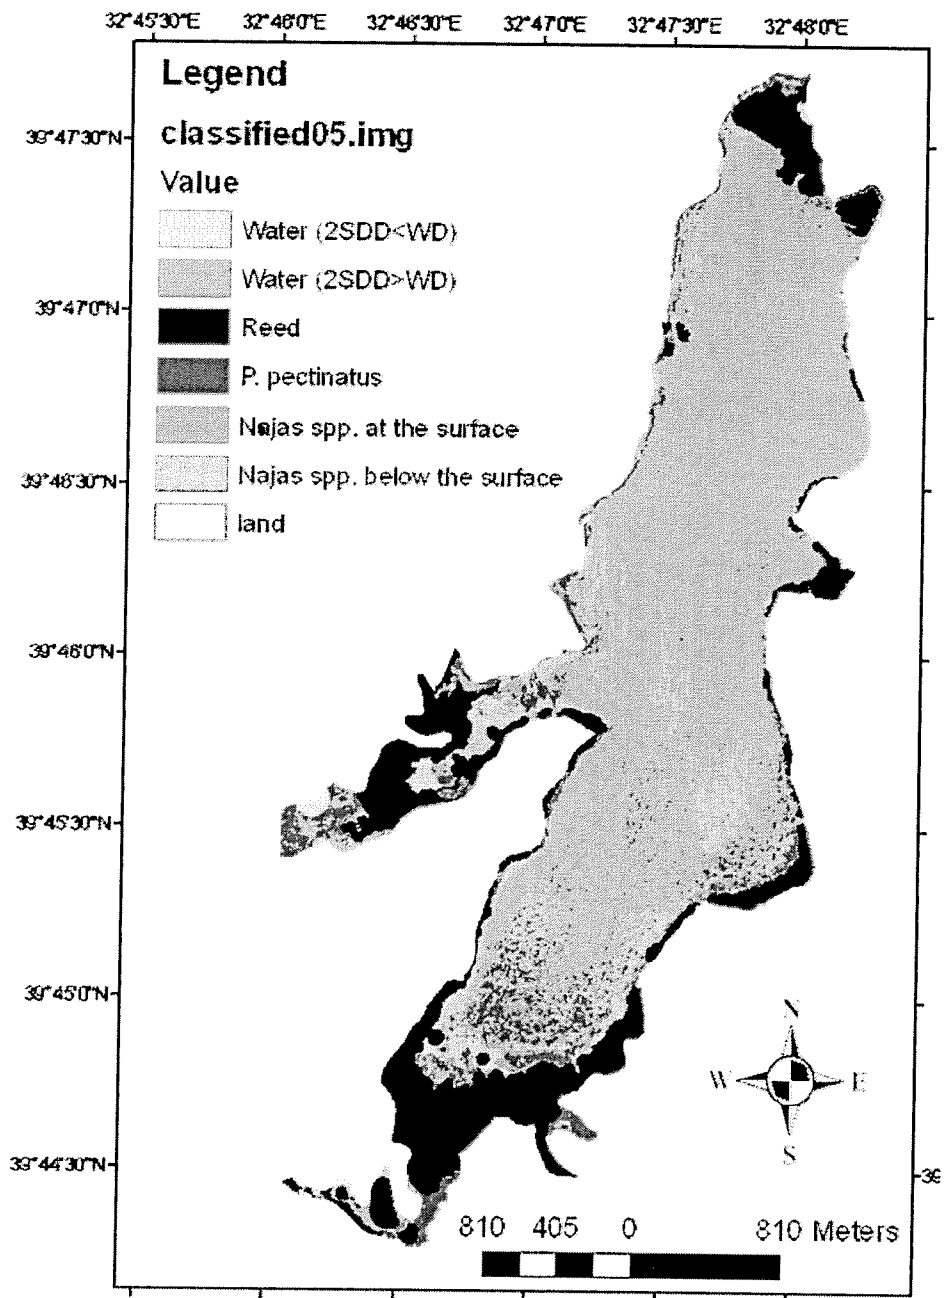 32°45'30"E 32°46'0"E 32°46'30"E 32°47'0"E 32°47'30"E 32°48'0"E
Legend
classified05.img
Value
Water (2SDD<WD)
Water (2SDD>WD)
Reed
P. pectinatus
Najas spp. at the surface
Najas spp. below the surface
land
39°47'30"N
39°47'0"N
39°46'30"N
39°46'0"N
39°45'30"N
39°45'0"N
39°44'30"N
39
N
W E
S
810 405 0 810 Meters